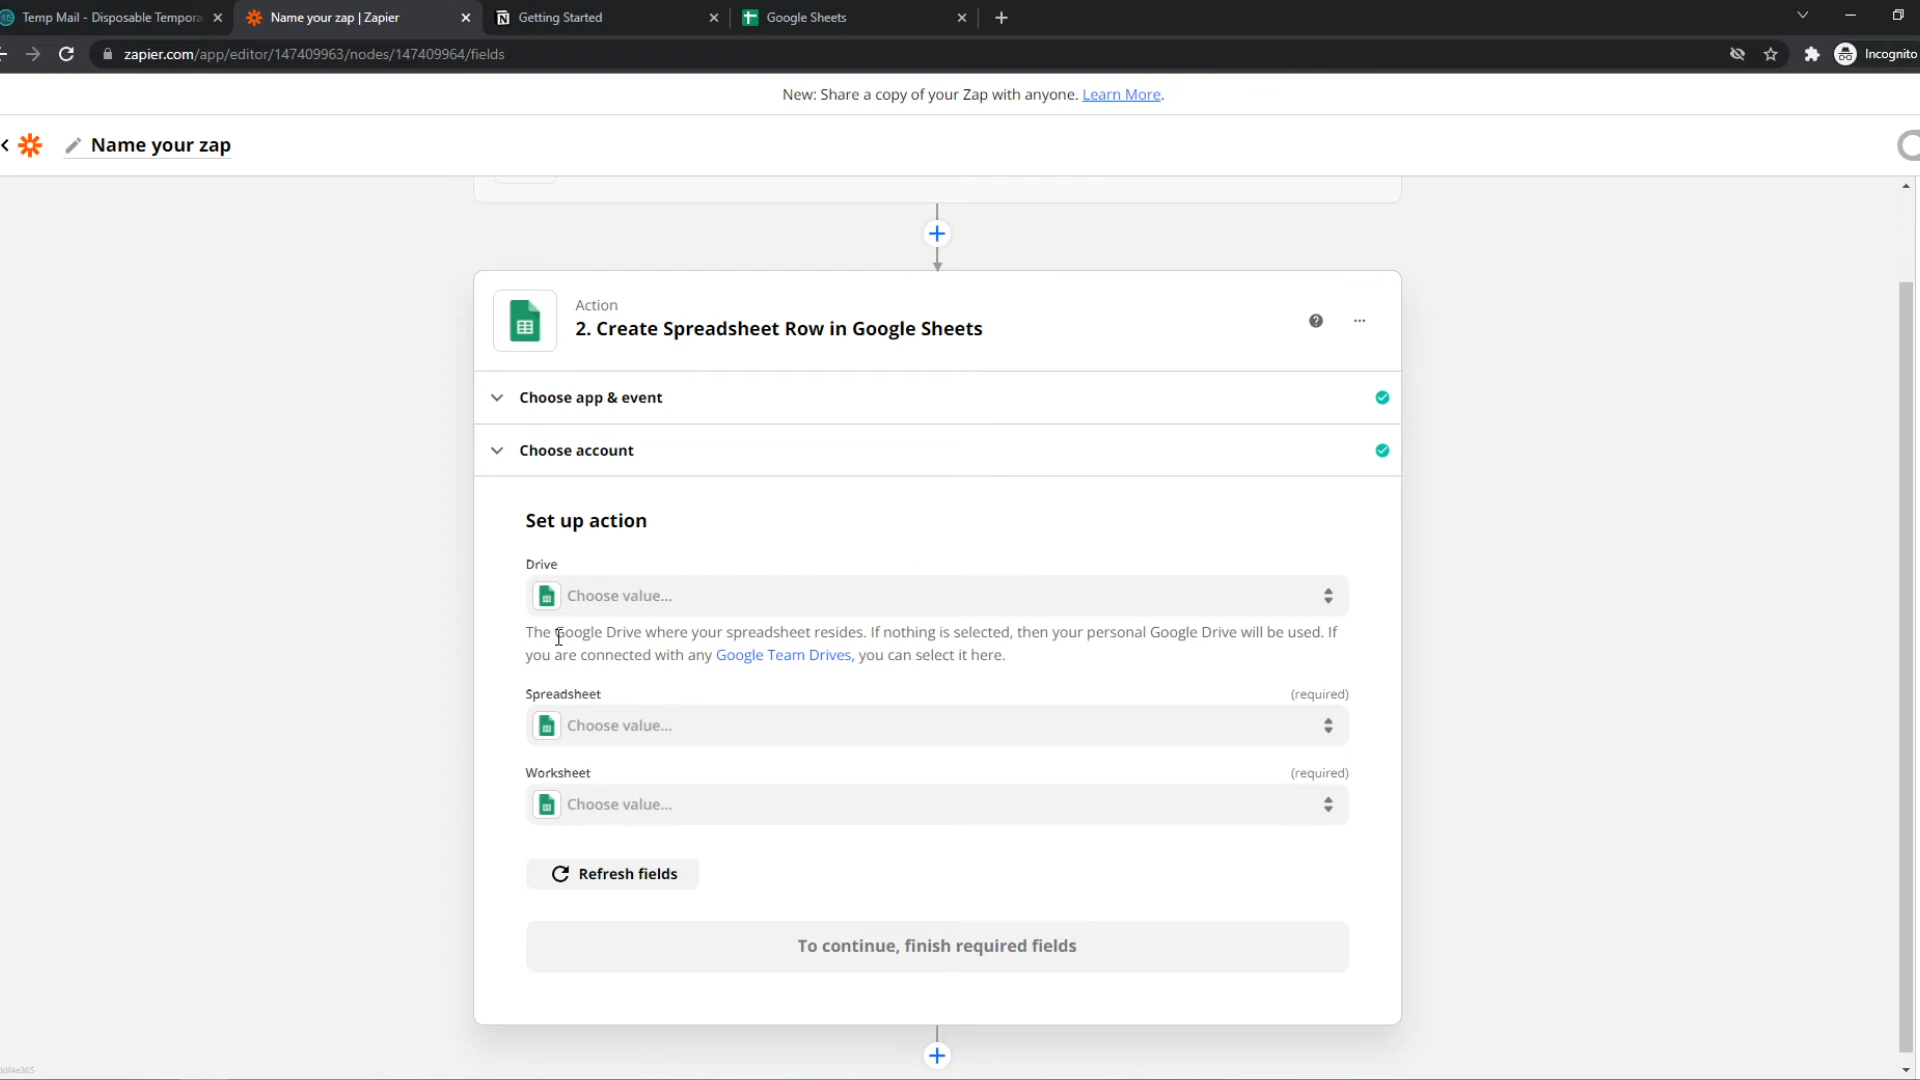 Temp Mail - Disposable Tempora
Name your zap | Zapier
Getting Started
Google Sheets
zapier.com/app/editor/147409963/nodes/147409964/fields
Incognito
New: Share a copy of your Zap with anyone. Learn More.
Name your zap
Action
2. Create Spreadsheet Row in Google Sheets
Choose app & event
Choose account
Set up action
Drive
Choose value...
The Google Drive where your spreadsheet resides. If nothing is selected, then your personal Google Drive will be used. If
you are connected with any Google Team Drives, you can select it here.
Spreadsheet (required)
Choose value...
Worksheet (required)
Choose value...
Refresh fields
To continue, finish required fields